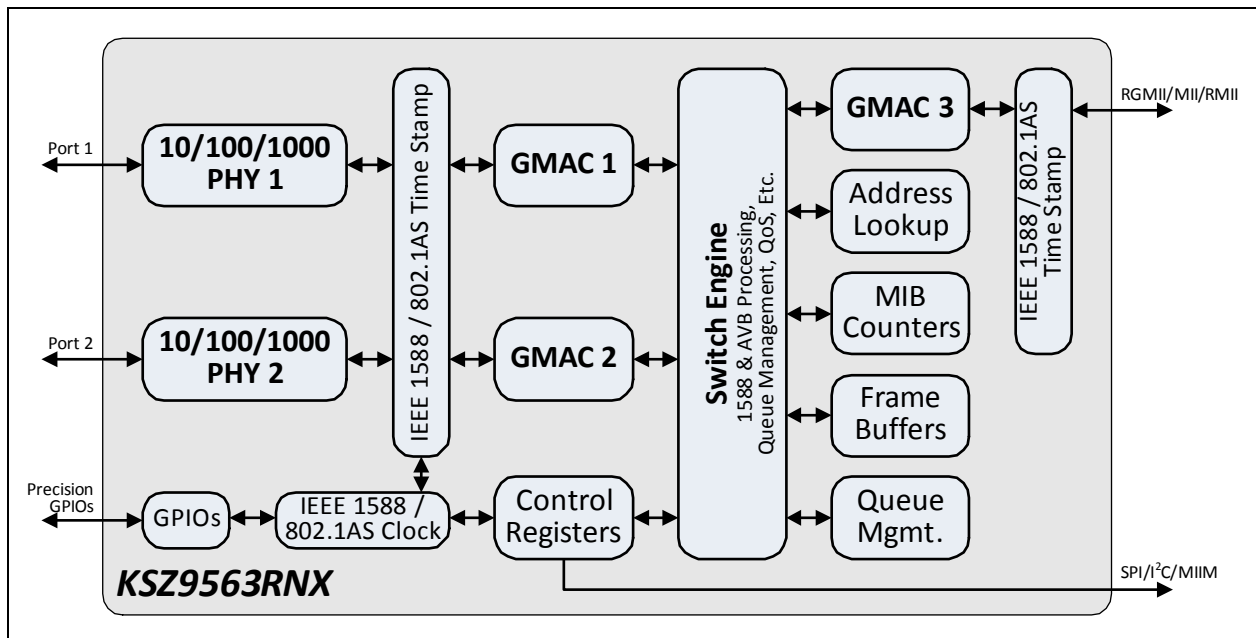 Port 1
10/100/1000
PHY 1
IEEE 1588 / 802.1AS Time Stamp
GMAC 1
Switch Engine
1588 & AVB Processing,
Queue Management, QoS, Etc.
GMAC 3
IEEE 1588 / 802.1AS
Time Stamp
RGMII/MII/RMII
Address
Lookup
MIB
Counters
Port 2
10/100/1000
PHY 2
GMAC 2
Frame
Buffers
Precision
GPIOs
GPIOs
IEEE 1588 /
802.1AS Clock
Control
Registers
Queue
Mgmt.
KSZ9563RNX
SPI/I²C/MIIM